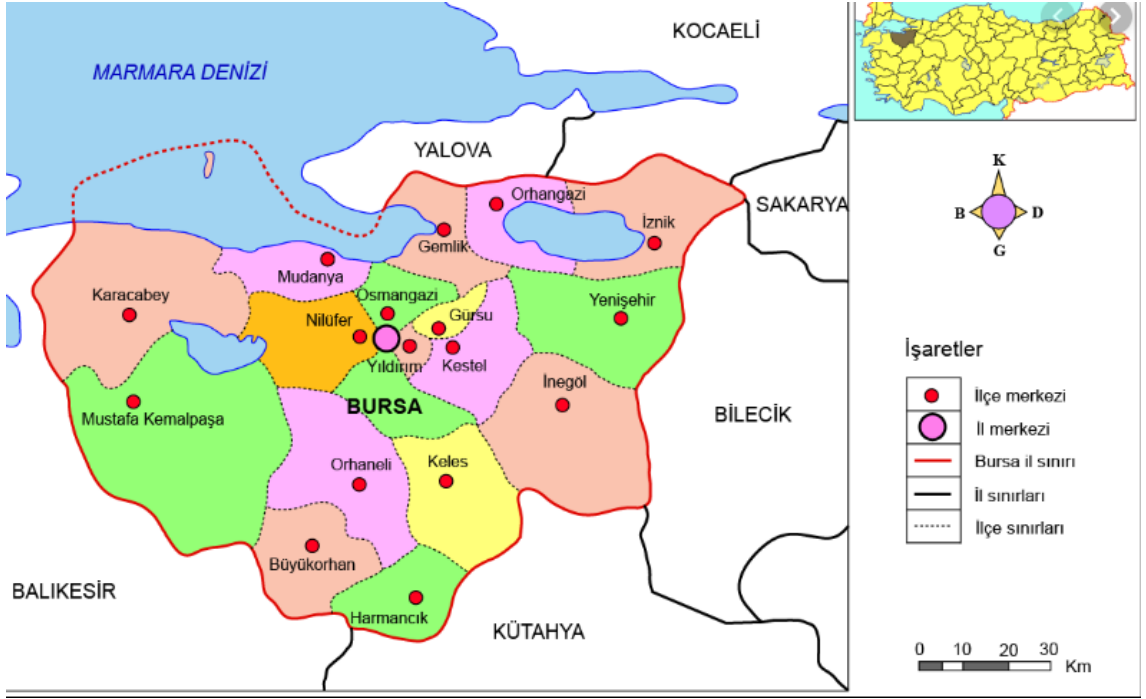 KOCAELİ
MARMARA DENİZİ
YALOVA
SAKARYA
Orhangazi
İznik
Gemlik
Mudanya
Karacabey
Osmangazi
Yenişehir
Gürsu
Nilüfer
Yıldırım
Kestel
İnegöl
BURSA
Mustafa Kemalpaşa
BİLECİK
Orhaneli
Keles
Büyükorhan
BALIKESİR
Harmancık
KÜTAHYA
K
B
D
G
İşaretler
İlçe merkezi
İl merkezi
Bursa il sınırı
İl sınırları
İlçe sınırları
0 10 20 30
Km